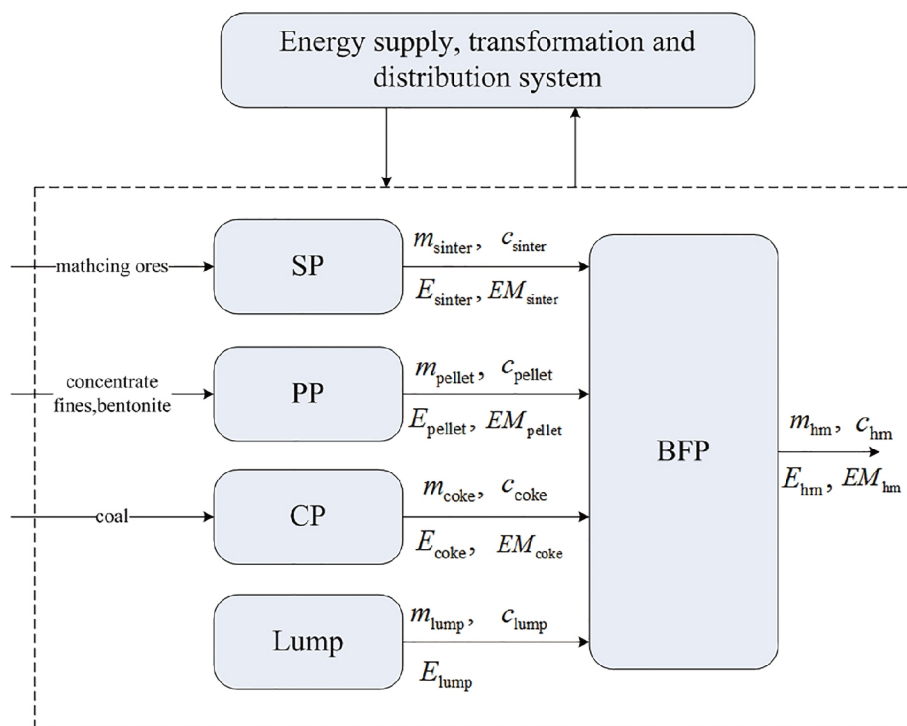 Energy supply, transformation and
distribution system
mathcing ores
SP
m_sinter, c_sinter
E_sinter, EM_sinter
concentrate
fines,bentonite
PP
m_pellet, c_pellet
E_pellet, EM_pellet
BFP
m_hm, c_hm
E_hm, EM_hm
coal
CP
m_coke, c_coke
E_coke, EM_coke
Lump
m_lump, c_lump
E_lump